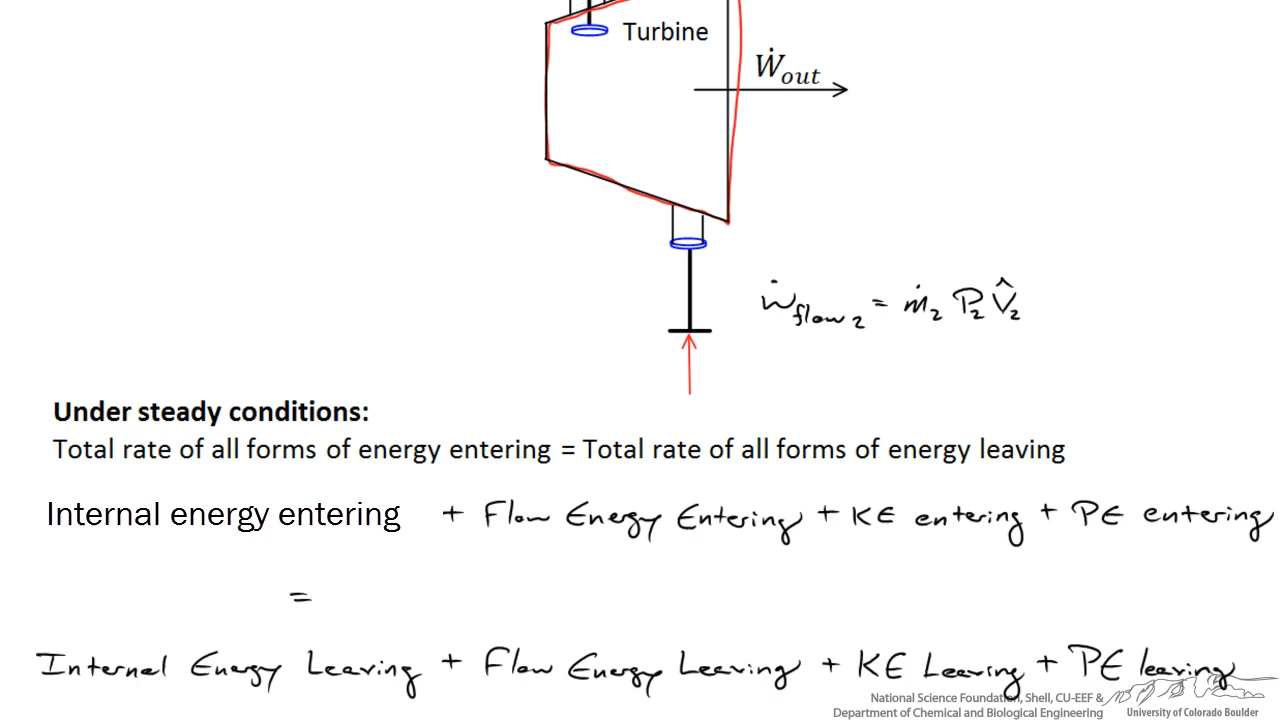 Turbine
Ẇout
ẇflow 2 = ṁ2 P2 V̂2
Under steady conditions:
Total rate of all forms of energy entering = Total rate of all forms of energy leaving
Internal energy entering + Flow Energy Entering + KE entering + PE entering
=
Internal Energy Leaving + Flow Energy Leaving + KE Leaving + PE leaving
National Science Foundation, Shell, CU-EEF &
Department of Chemical and Biological Engineering University of Colorado Boulder